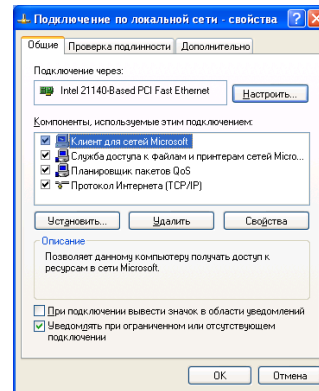 Подключение по локальной сети - свойства
Общие Проверка подлинности Дополнительно
Подключение через:
Intel 21140-Based PCI Fast Ethernet Настроить...
Компоненты, используемые этим подключением:
Клиент для сетей Microsoft
Служба доступа к файлам и принтерам сетей Micro...
Планировщик пакетов QoS
Протокол Интернета (TCP/IP)
Установить... Удалить Свойства
Описание
Позволяет данному компьютеру получать доступ к
ресурсам в сети Microsoft.
При подключении вывести значок в области уведомлений
Уведомлять при ограниченном или отсутствующем
подключении
OK Отмена